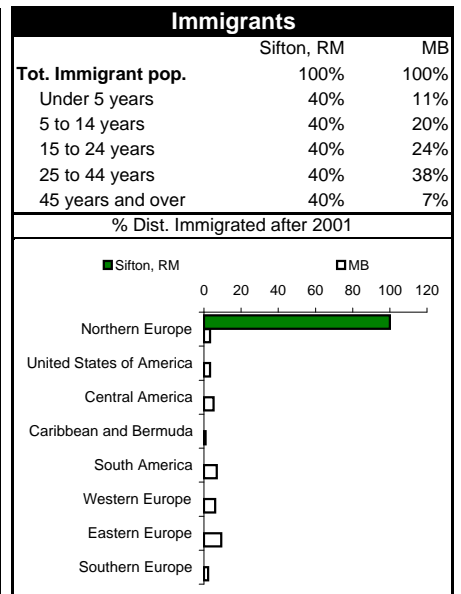 Immigrants
Sifton, RM MB
Tot. Immigrant pop. 100% 100%
Under 5 years 40% 11%
5 to 14 years 40% 20%
15 to 24 years 40% 24%
25 to 44 years 40% 38%
45 years and over 40% 7%
% Dist. Immigrated after 2001
Sifton, RM MB
0 20 40 60 80 100 120
Northern Europe
United States of America
Central America
Caribbean and Bermuda
South America
Western Europe
Eastern Europe
Southern Europe